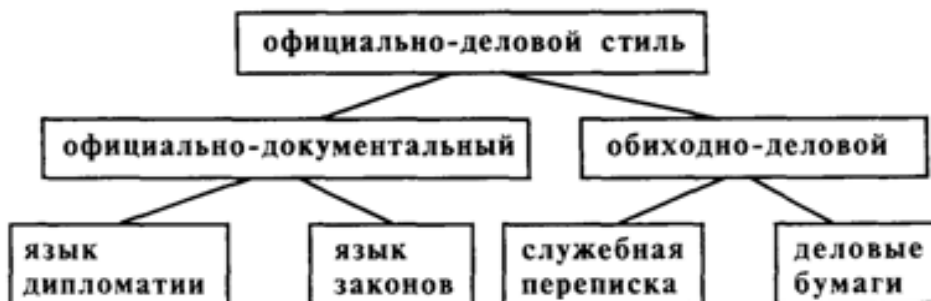 официально-деловой стиль
официально-документальный
обиходно-деловой
язык
дипломатии
язык
законов
служебная
переписка
деловые
бумаги